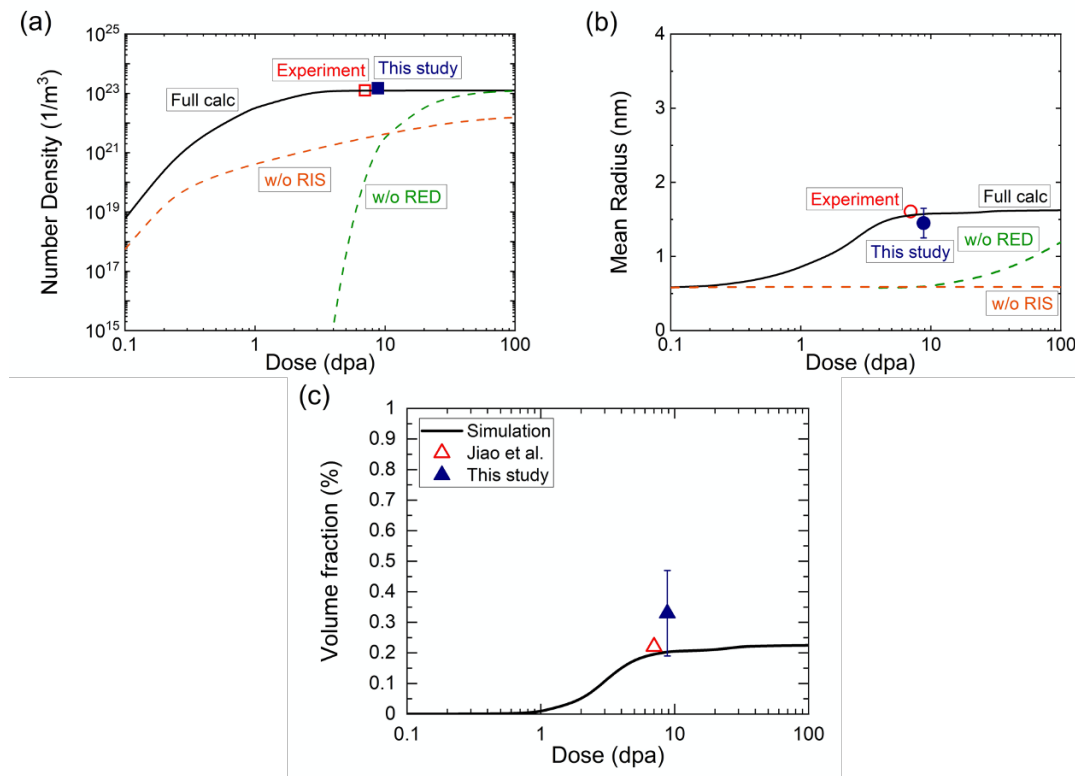 (a)
10^25
10^23
10^21
10^19
10^17
10^15
Number Density (1/m^3)
Experiment
This study
Full calc
w/o RIS
w/o RED
0.1
1
10
100
Dose (dpa)
(b)
4
3
2
1
0
Mean Radius (nm)
Experiment
Full calc
This study
w/o RED
w/o RIS
0.1
1
10
100
Dose (dpa)
(c)
1
0.9
0.8
0.7
0.6
0.5
0.4
0.3
0.2
0.1
0
Volume fraction (%)
Simulation
Jiao et al.
This study
0.1
1
10
100
Dose (dpa)